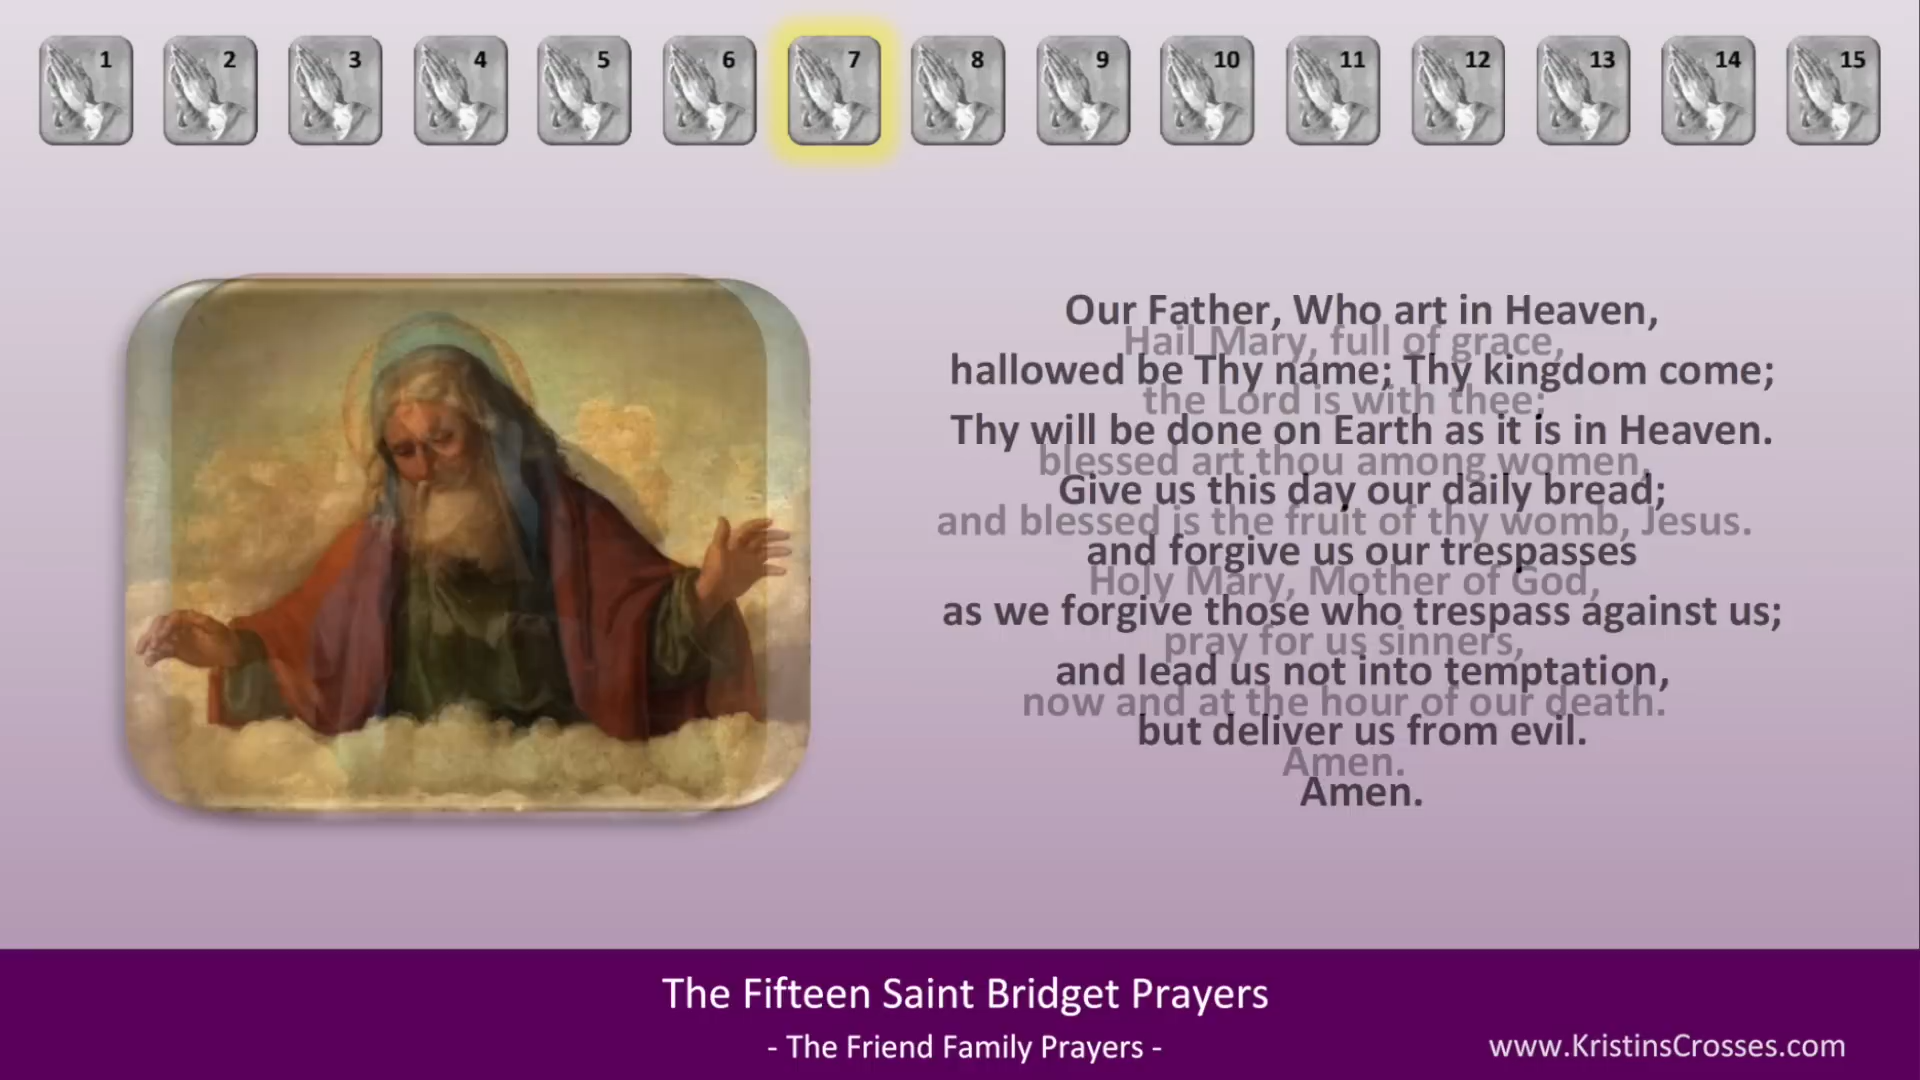 1 2 3 4 5 6 7 8 9 10 11 12 13 14 15
Our Father, Who art in Heaven,
hallowed be Thy name; Thy kingdom come;
Thy will be done on Earth as it is in Heaven.
Give us this day our daily bread;
and forgive us our trespasses
as we forgive those who trespass against us;
and lead us not into temptation,
but deliver us from evil.
Amen.
Hail Mary, full of grace,
the Lord is with thee;
blessed art thou among women,
and blessed is the fruit of thy womb, Jesus.
Holy Mary, Mother of God,
pray for us sinners,
now and at the hour of our death.
Amen.
The Fifteen Saint Bridget Prayers
- The Friend Family Prayers -
www.KristinsCrosses.com